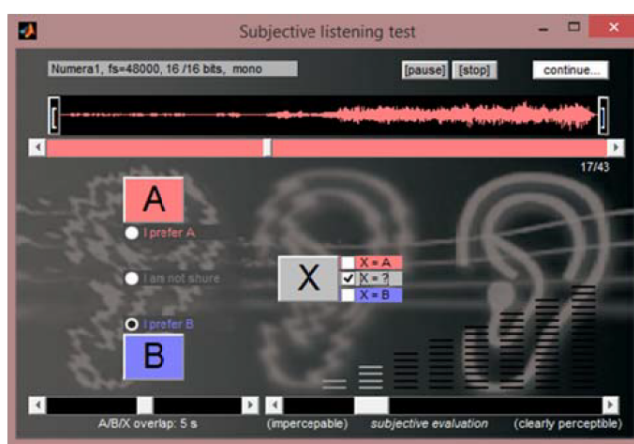 Subjective listening test
Numera1, fs=48000, 16 /16 bits, mono
[pause] [stop] continue...
17/43
A
I prefer A
I am not shure
I prefer B
B
X
X = A
X = ?
X = B
A/B/X overlap: 5 s
(impercepable) subjective evaluation (clearly perceptible)